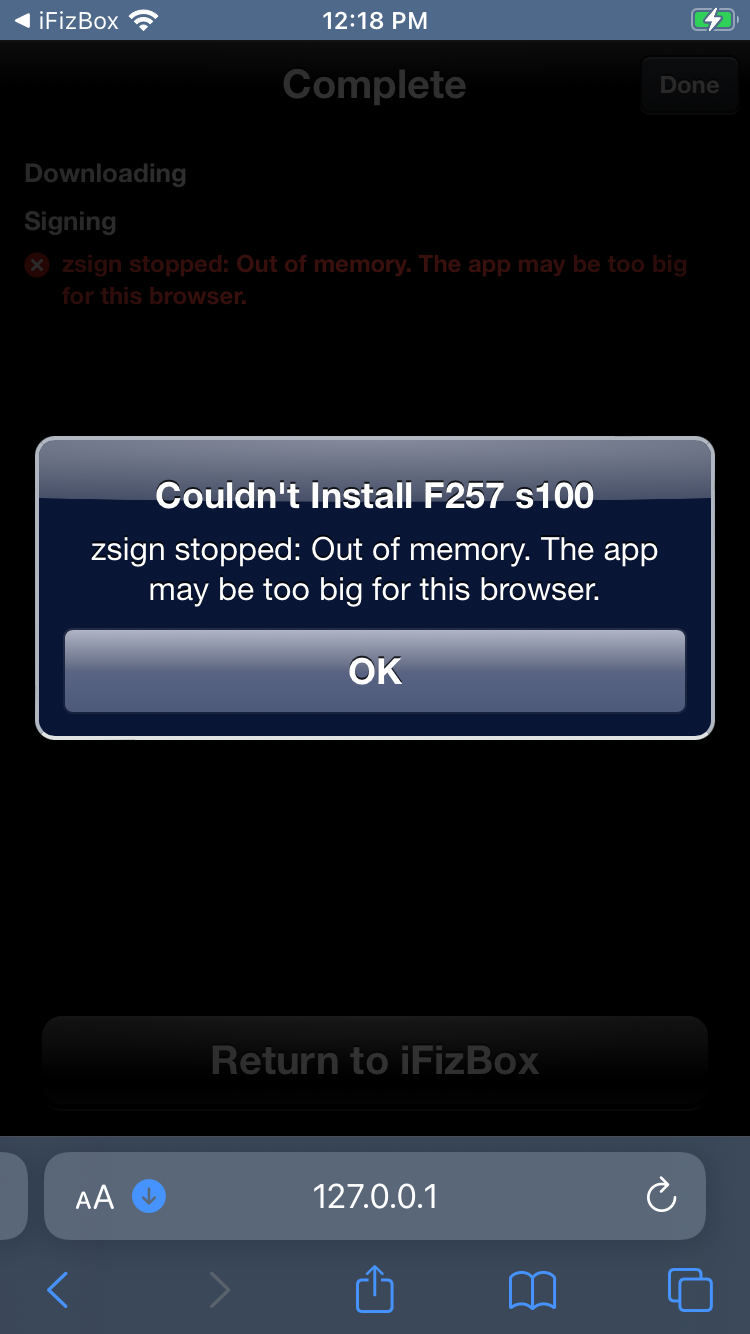 iFizBox 12:18 PM
Complete
Done
Downloading
Signing
zsign stopped: Out of memory. The app may be too big
for this browser.
Couldn't Install F257 s100
zsign stopped: Out of memory. The app
may be too big for this browser.
OK
Return to iFizBox
AA 127.0.0.1